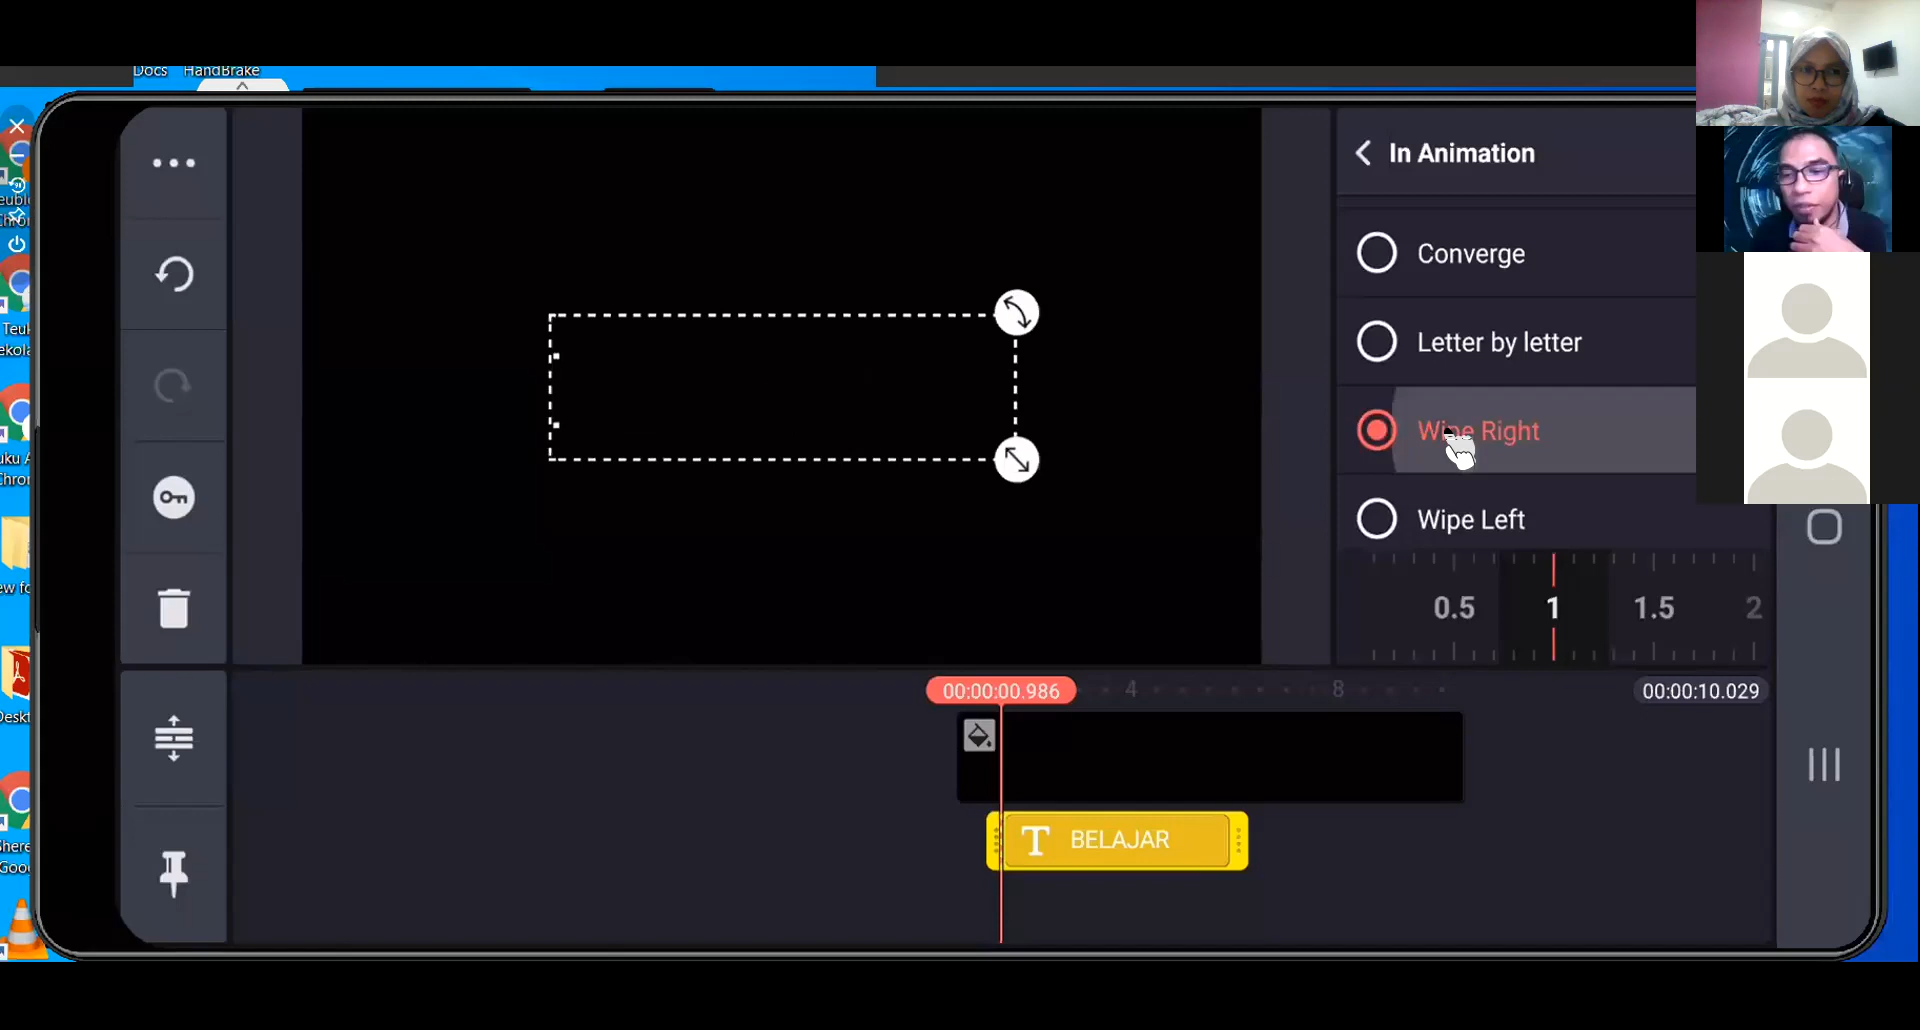 Docs HandBrake
In Animation
Converge
Letter by letter
Wipe Right
Wipe Left
0.5 1 1.5 2
00:00:00.986 4 8 00:00:10.029
T BELAJAR